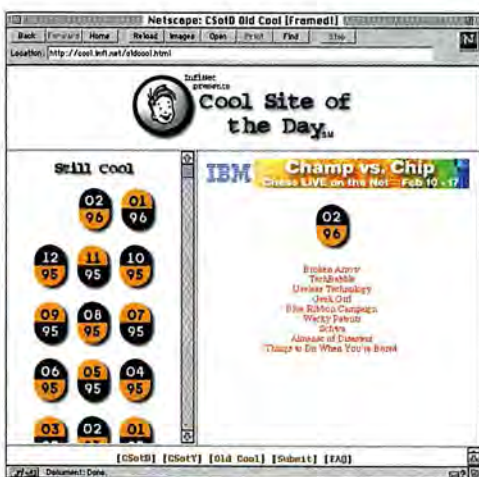 Netscape: CSotD Old Cool [Framed!]
Back Forward Home Reload Images Open Print Find Stop
Location: http://cool.infi.net/oldcool.html
N
InfiNet
presents
Cool Site of
the Day SM
Still Cool
02 01
96 96
12 11 10
95 95 95
09 08 07
95 95 95
06 05 04
95 95 95
03 02 01
IBM
Champ vs. Chip
Chess LIVE on the Net - Feb 10 - 17
02
96
Broken Arrow
TechBabble
Useless Technology
Geek Girl
Blue Ribbon Campaign
Wacky Patents
Almanac of Disasters
Things to Do When You're Bored
[CSotD] [CSotY] [Old Cool] [Submit] [FAQ]
Document: Done.